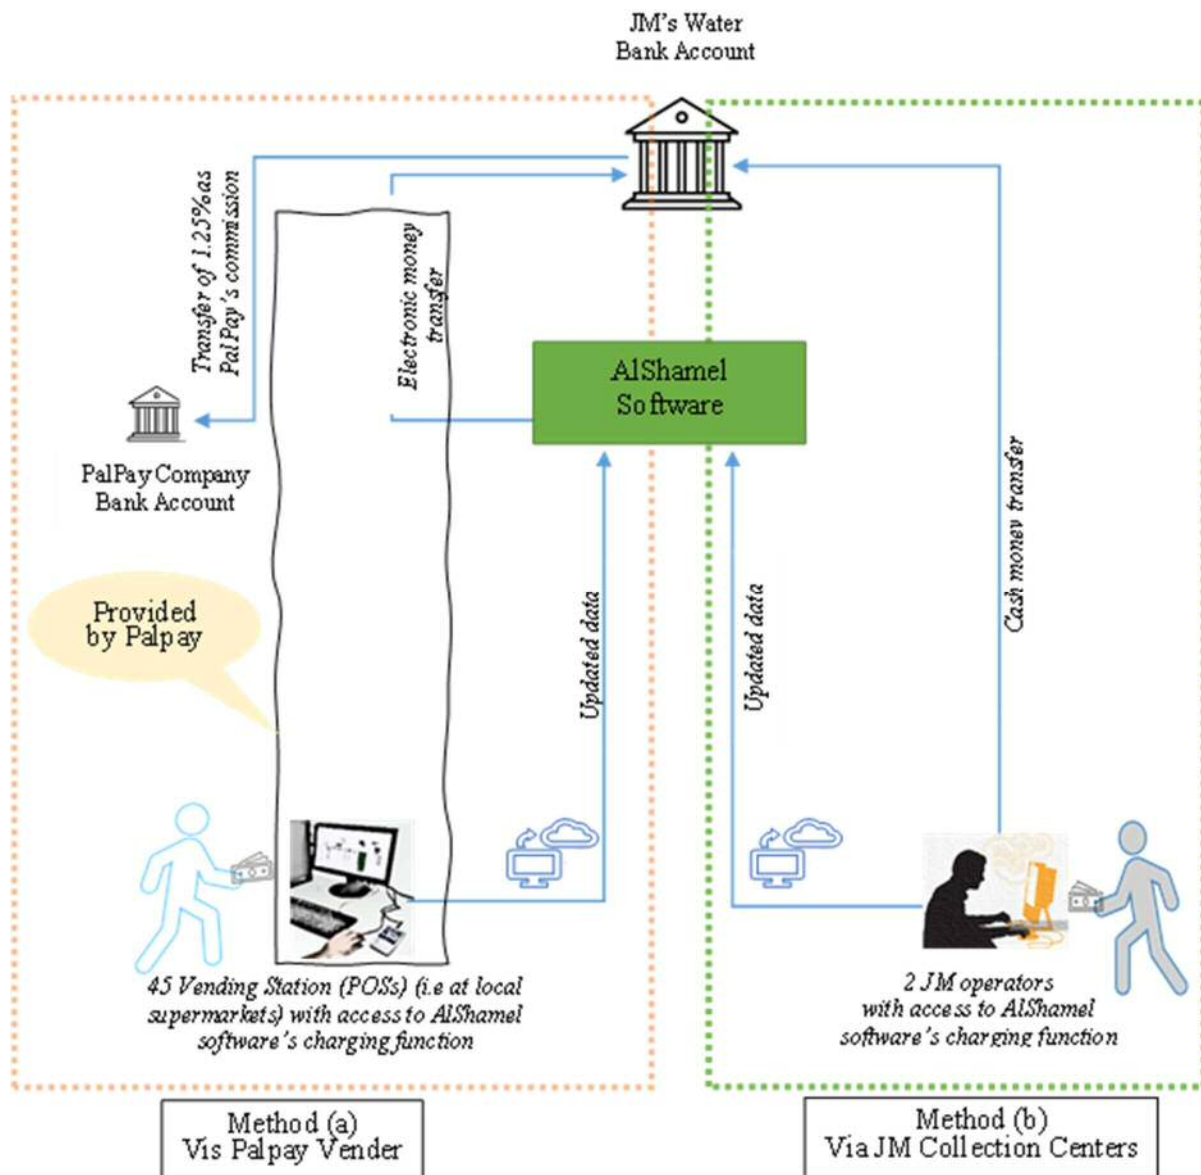 JM's Water
Bank Account
Transfer of 1.25% as
PalPay's commission
Electronic money
transfer
AlShamel
Software
PalPay Company
Bank Account
Provided
by Palpay
Updated data
Updated data
Cash money transfer
45 Vending Station (POSs) (i.e at local
supermarkets) with access to AlShamel
software's charging function
2 JM operators
with access to AlShamel
software's charging function
Method (a)
Vis Palpay Vender
Method (b)
Via JM Collection Centers